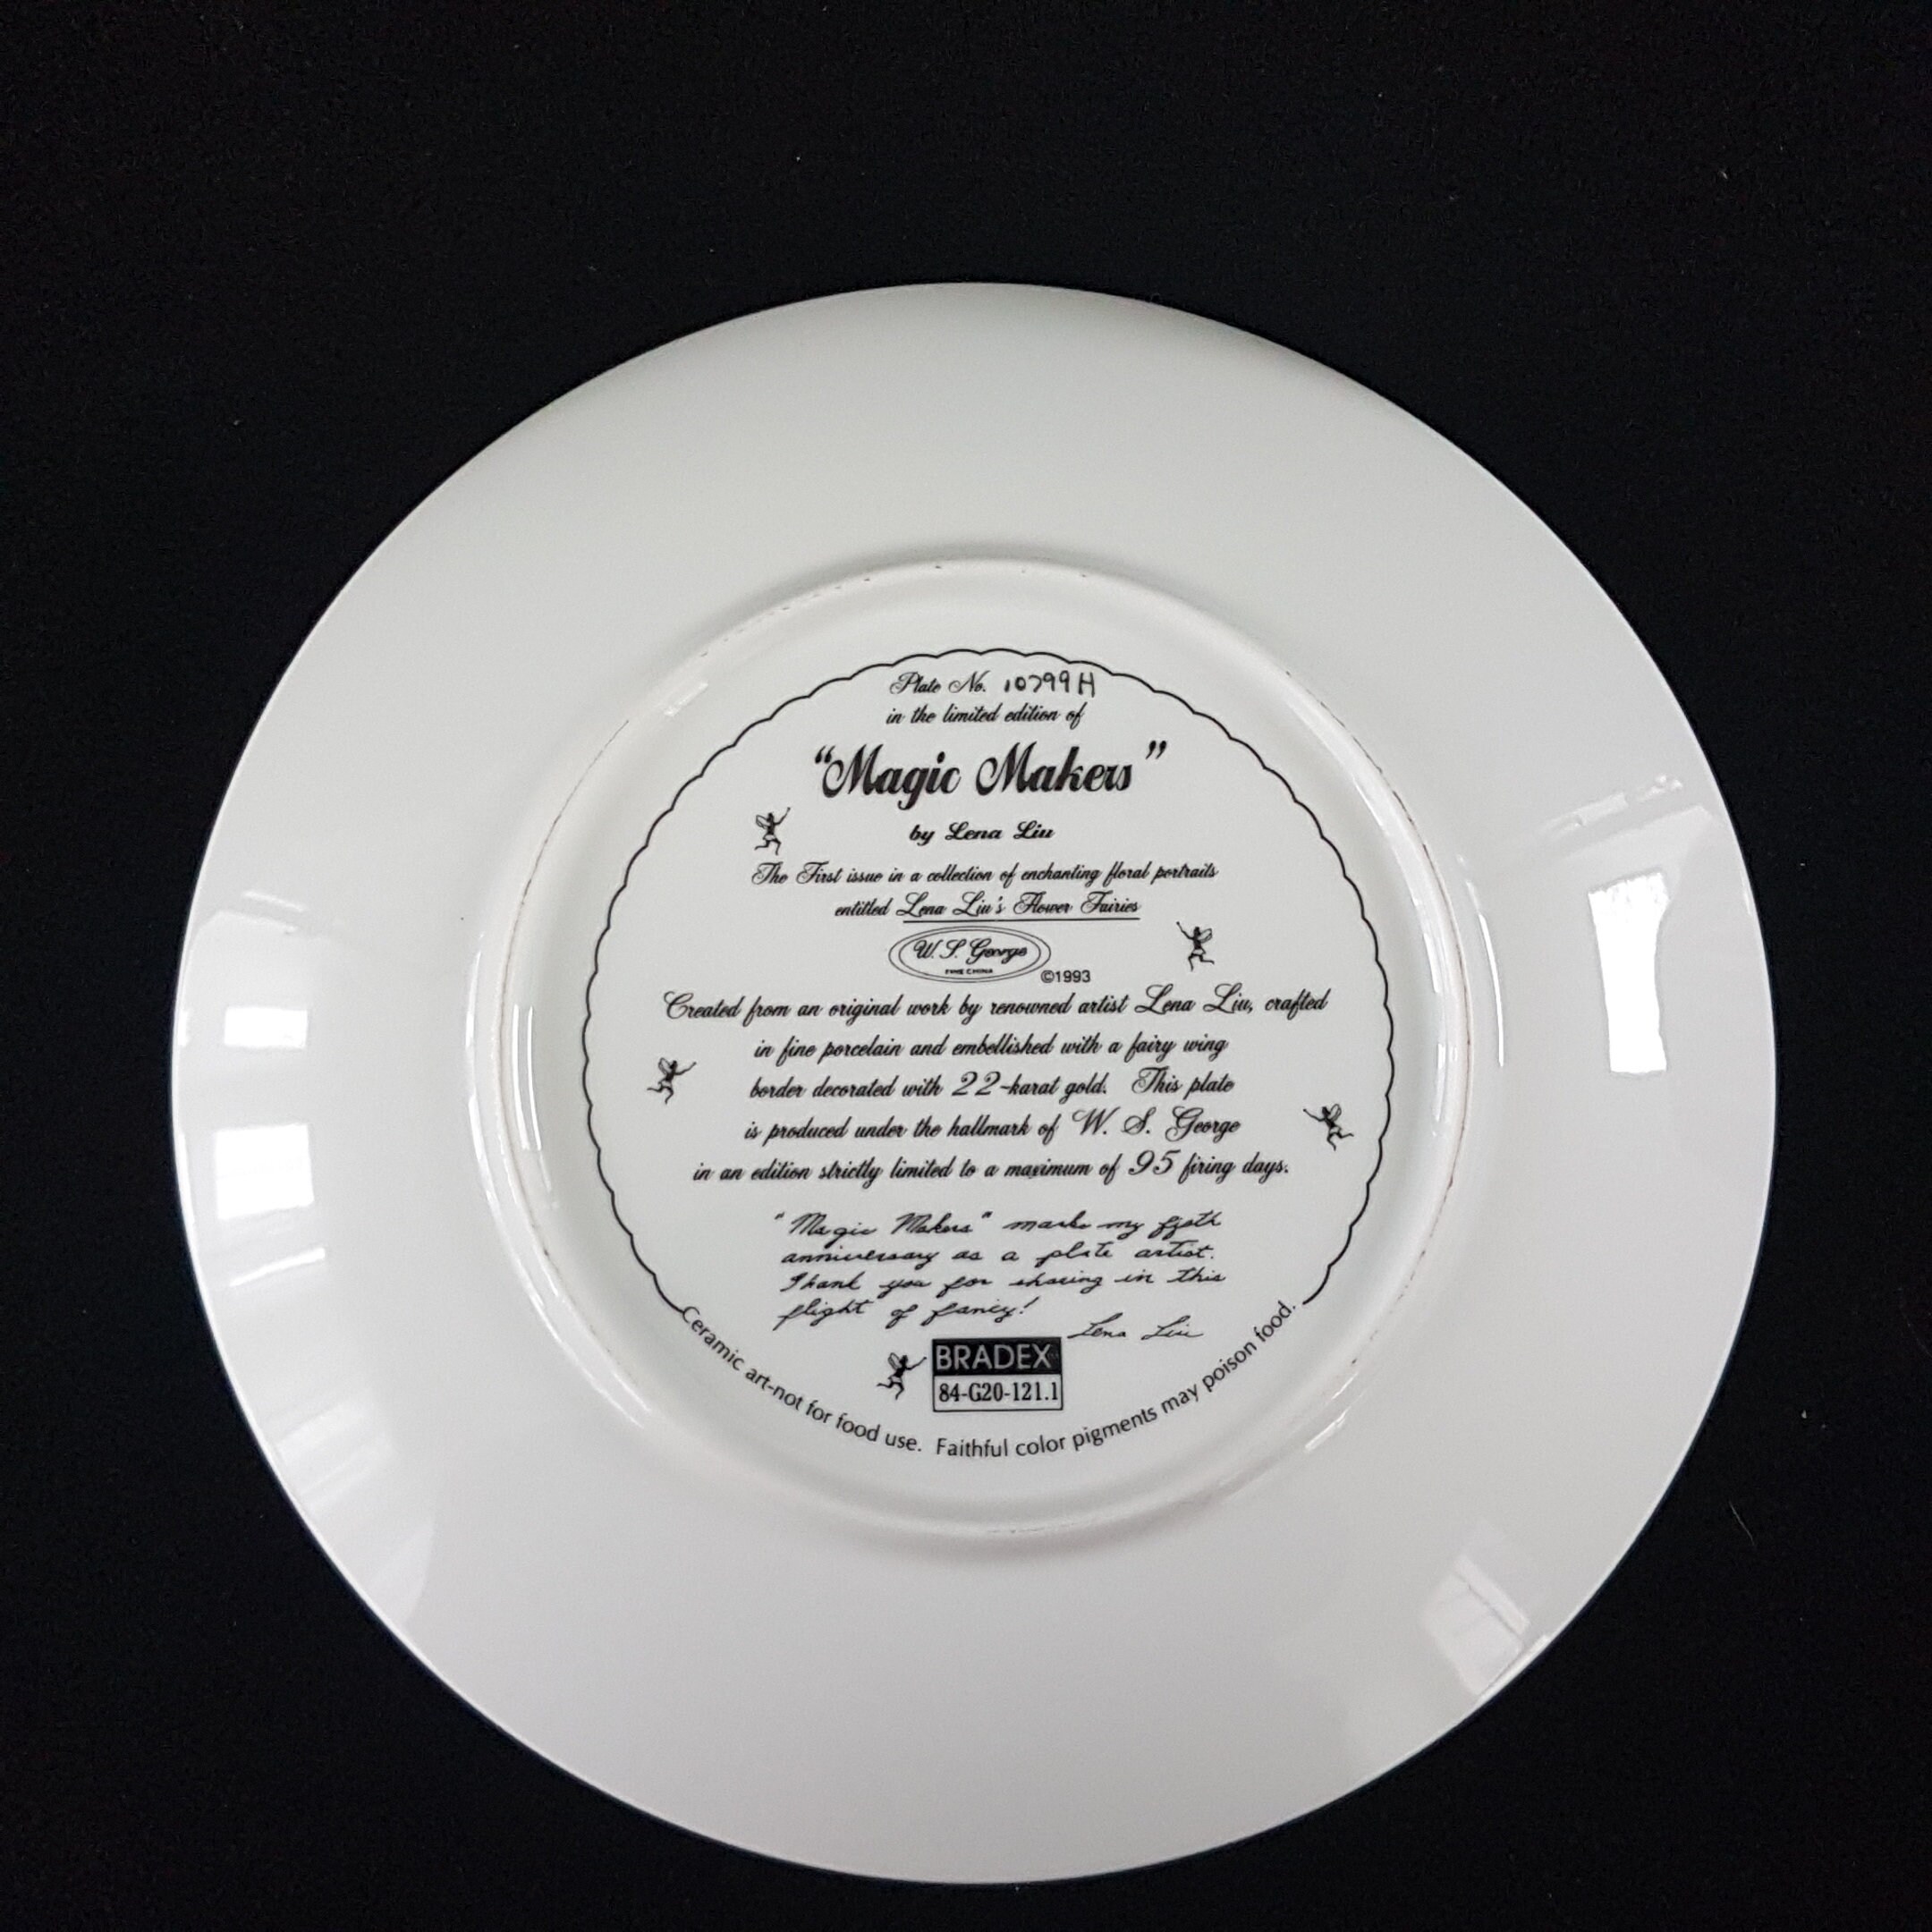 Plate No. 10799H
in the limited edition of
"Magic Makers"
by Lena Liu
The First issue in a collection of enchanting floral portraits
entitled Lena Liu's Flower Fairies
W. S. George
FINE CHINA
©1993
Created from an original work by renowned artist Lena Liu, crafted
in fine porcelain and embellished with a fairy wing
border decorated with 22-karat gold. This plate
is produced under the hallmark of W. S. George
in an edition strictly limited to a maximum of 95 firing days.
"Magic Makers" marks my fifth
anniversary as a plate artist.
Thank you for sharing in this
flight of fancy!
Lena Liu
BRADEX
84-G20-121.1
Ceramic art-not for food use. Faithful color pigments may poison food.